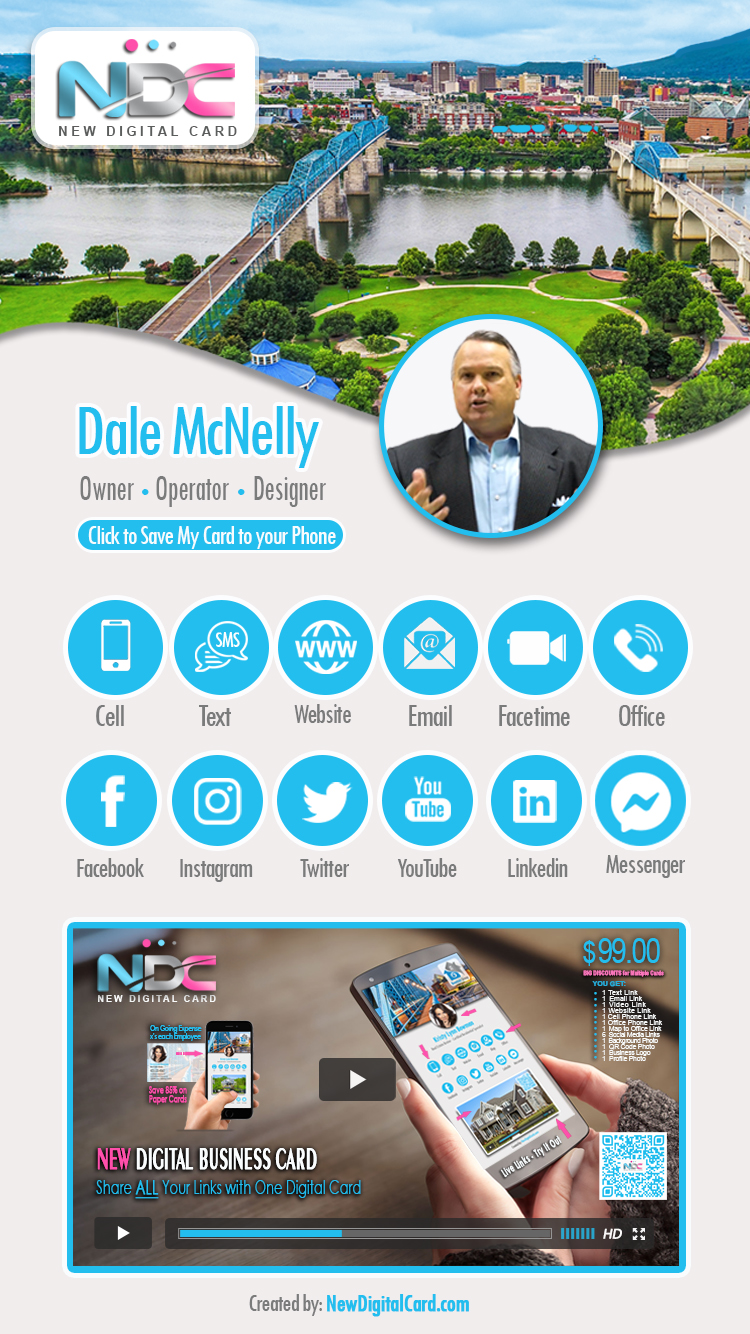 NDC
NEW DIGITAL CARD
Dale McNelly
Owner • Operator • Designer
Click to Save My Card to your Phone
SMS
WWW
@
Cell
Text
Website
Email
Facetime
Office
f
You
Tube
in
Facebook
Instagram
Twitter
YouTube
Linkedin
Messenger
NDC
NEW DIGITAL CARD
$99.00
BIG DISCOUNTS for Multiple Cards
YOU GET:
1 Text Link
1 Email Link
1 Video Link
1 Website Link
1 Cell Phone Link
1 Office Phone Link
1 Map to Office Link
6 Social Media Links
1 Background Photo
1 QR Code Photo
1 Business Logo
1 Profile Photo
On Going Expense
x's each Employee
Save 85% on
Paper Cards
Live Links - Try It Out
NDC
NEW DIGITAL BUSINESS CARD
Share ALL Your Links with One Digital Card
HD
Created by: NewDigitalCard.com